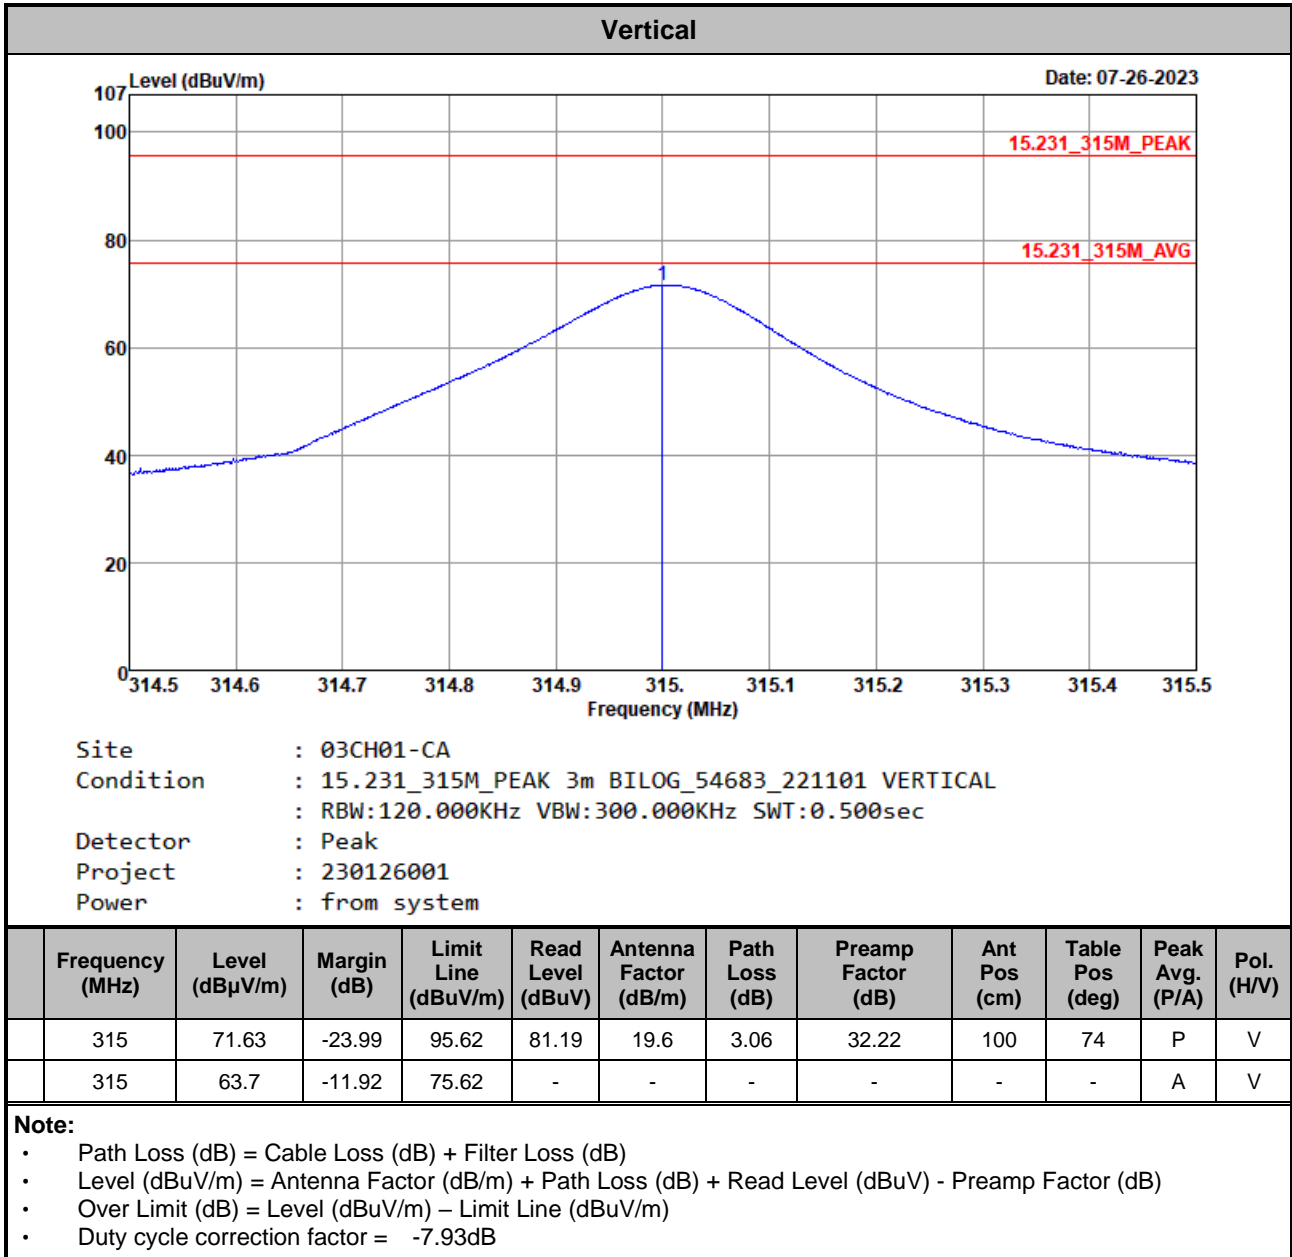 Vertical
Level (dBuV/m) Date: 07-26-2023
107
100
15.231_315M_PEAK
80
15.231_315M_AVG
1
60
40
20
0
314.5 314.6 314.7 314.8 314.9 315. 315.1 315.2 315.3 315.4 315.5
Frequency (MHz)
Site : 03CH01-CA
Condition : 15.231_315M_PEAK 3m BILOG_54683_221101 VERTICAL
: RBW:120.000KHz VBW:300.000KHz SWT:0.500sec
Detector : Peak
Project : 230126001
Power : from system
Frequency (MHz) Level (dBµV/m) Margin (dB) Limit Line (dBuV/m) Read Level (dBuV) Antenna Factor (dB/m) Path Loss (dB) Preamp Factor (dB) Ant Pos (cm) Table Pos (deg) Peak Avg. (P/A) Pol. (H/V)
315 71.63 -23.99 95.62 81.19 19.6 3.06 32.22 100 74 P V
315 63.7 -11.92 75.62 - - - - - - A V
Note:
· Path Loss (dB) = Cable Loss (dB) + Filter Loss (dB)
· Level (dBuV/m) = Antenna Factor (dB/m) + Path Loss (dB) + Read Level (dBuV) - Preamp Factor (dB)
· Over Limit (dB) = Level (dBuV/m) – Limit Line (dBuV/m)
· Duty cycle correction factor = -7.93dB